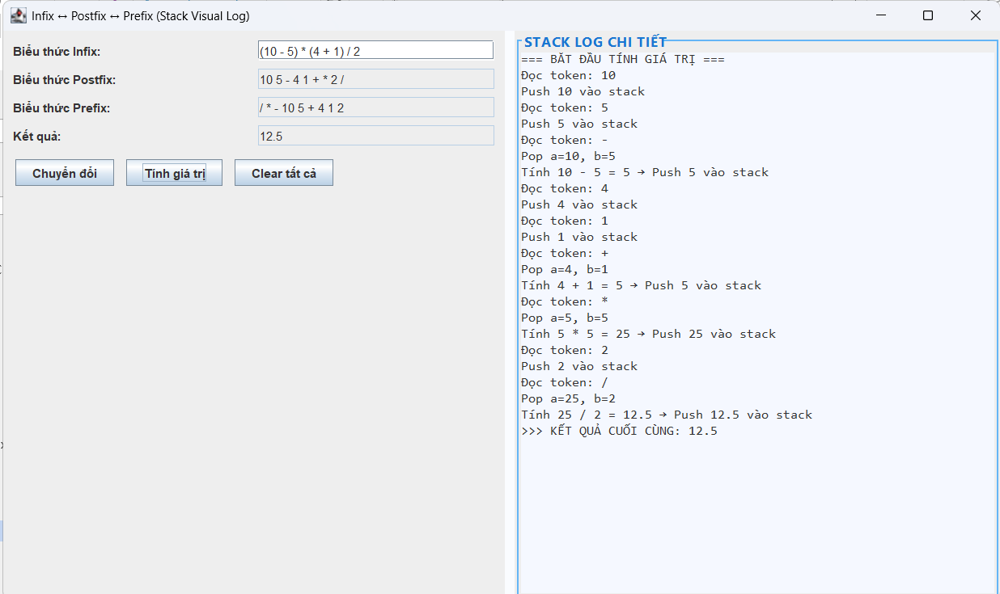 Infix ↔ Postfix ↔ Prefix (Stack Visual Log)
Biểu thức Infix:
(10 - 5) * (4 + 1) / 2
Biểu thức Postfix:
10 5 - 4 1 + * 2 /
Biểu thức Prefix:
/ * - 10 5 + 4 1 2
Kết quả:
12.5
Chuyển đổi
Tính giá trị
Clear tất cả
STACK LOG CHI TIẾT
=== BẮT ĐẦU TÍNH GIÁ TRỊ ===
Đọc token: 10
Push 10 vào stack
Đọc token: 5
Push 5 vào stack
Đọc token: -
Pop a=10, b=5
Tính 10 - 5 = 5 → Push 5 vào stack
Đọc token: 4
Push 4 vào stack
Đọc token: 1
Push 1 vào stack
Đọc token: +
Pop a=4, b=1
Tính 4 + 1 = 5 → Push 5 vào stack
Đọc token: *
Pop a=5, b=5
Tính 5 * 5 = 25 → Push 25 vào stack
Đọc token: 2
Push 2 vào stack
Đọc token: /
Pop a=25, b=2
Tính 25 / 2 = 12.5 → Push 12.5 vào stack
>>> KẾT QUẢ CUỐI CÙNG: 12.5